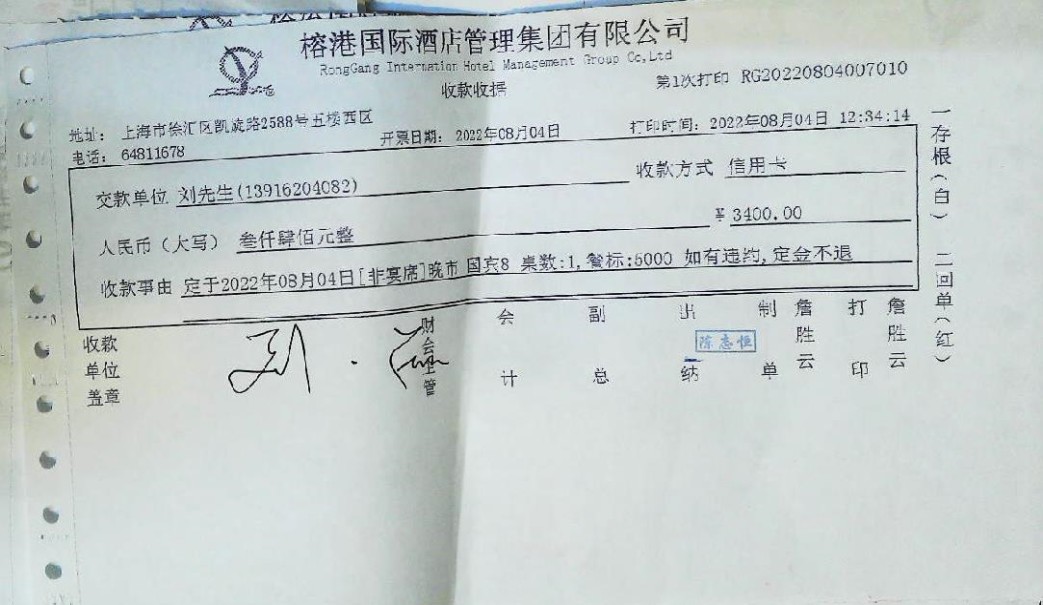 榕港国际酒店管理集团有限公司
RongGang Internation Hotel Management Group Co,Ltd
收款收据
第1次打印 RG20220804007010
地址： 上海市徐汇区凯旋路2588号五楼西区
电话： 64811678
开票日期： 2022年08月04日
打印时间：2022年08月04日 12:34:14
交款单位 刘先生(13916204082)
收款方式 信用卡
人民币（大写） 叁仟肆佰元整
￥3400.00
收款事由 定于2022年08月04日[非宴席]晚市 国宾8 桌数:1,餐标:5000 如有违约,定金不退
收款单位盖章
财会主管
会计
副总
出纳
陈志恒
制单
詹胜云
打印
詹胜云
一存根（白） 二回单（红）